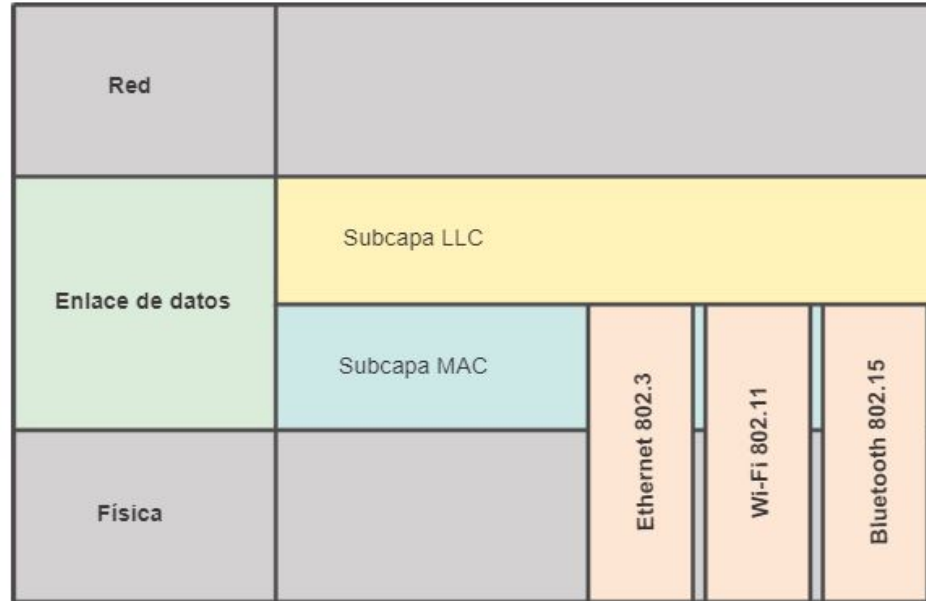 Red
Subcapa LLC
Enlace de datos
Subcapa MAC
Ethernet 802.3
Wi-Fi 802.11
Bluetooth 802.15
Física